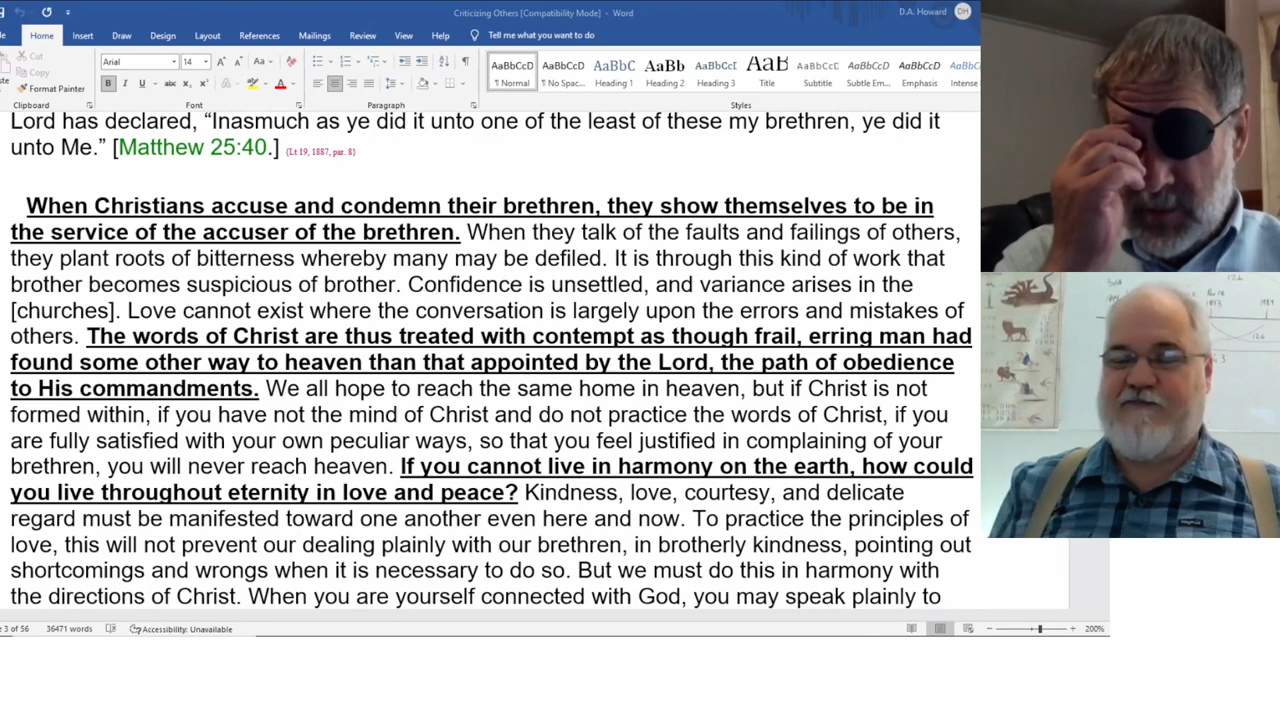 Criticizing Others [Compatibility Mode] - Word
D.A. Howard
DH
Home Insert Draw Design Layout References Mailings Review View Help Tell me what you want to do
Cut
Copy
Format Painter
Clipboard
Arial 14
Font
Paragraph
AaBbCcD AaBbCcD AaBbC AaBb AaBbCcI AaB AaBbCcD AaBbCcD AaBbCcD
Normal No Spac... Heading 1 Heading 2 Heading 3 Title Subtitle Subtle Em... Emphasis Intense
Styles
Lord has declared, “Inasmuch as ye did it unto one of the least of these my brethren, ye did it
unto Me.” [Matthew 25:40.] {Lt 19, 1887, par. 8}
When Christians accuse and condemn their brethren, they show themselves to be in
the service of the accuser of the brethren. When they talk of the faults and failings of others,
they plant roots of bitterness whereby many may be defiled. It is through this kind of work that
brother becomes suspicious of brother. Confidence is unsettled, and variance arises in the
[churches]. Love cannot exist where the conversation is largely upon the errors and mistakes of
others. The words of Christ are thus treated with contempt as though frail, erring man had
found some other way to heaven than that appointed by the Lord, the path of obedience
to His commandments. We all hope to reach the same home in heaven, but if Christ is not
formed within, if you have not the mind of Christ and do not practice the words of Christ, if you
are fully satisfied with your own peculiar ways, so that you feel justified in complaining of your
brethren, you will never reach heaven. If you cannot live in harmony on the earth, how could
you live throughout eternity in love and peace? Kindness, love, courtesy, and delicate
regard must be manifested toward one another even here and now. To practice the principles of
love, this will not prevent our dealing plainly with our brethren, in brotherly kindness, pointing out
shortcomings and wrongs when it is necessary to do so. But we must do this in harmony with
the directions of Christ. When you are yourself connected with God, you may speak plainly to
3 of 56 36471 words Accessibility: Unavailable 200%